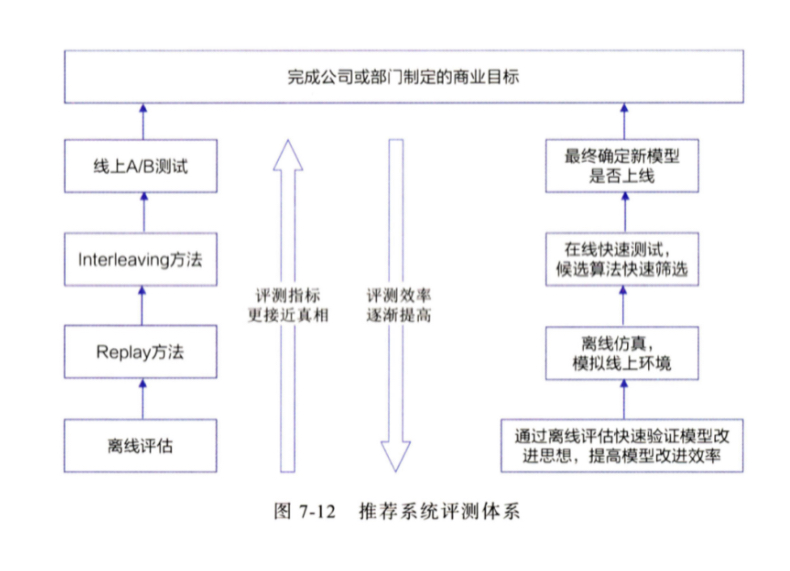 完成公司或部门制定的商业目标
线上A/B测试
Interleaving方法
Replay方法
离线评估
评测指标
更接近真相
评测效率
逐渐提高
最终确定新模型
是否上线
在线快速测试，
候选算法快速筛选
离线仿真，
模拟线上环境
通过离线评估快速验证模型改
进思想，提高模型改进效率
图 7-12 推荐系统评测体系